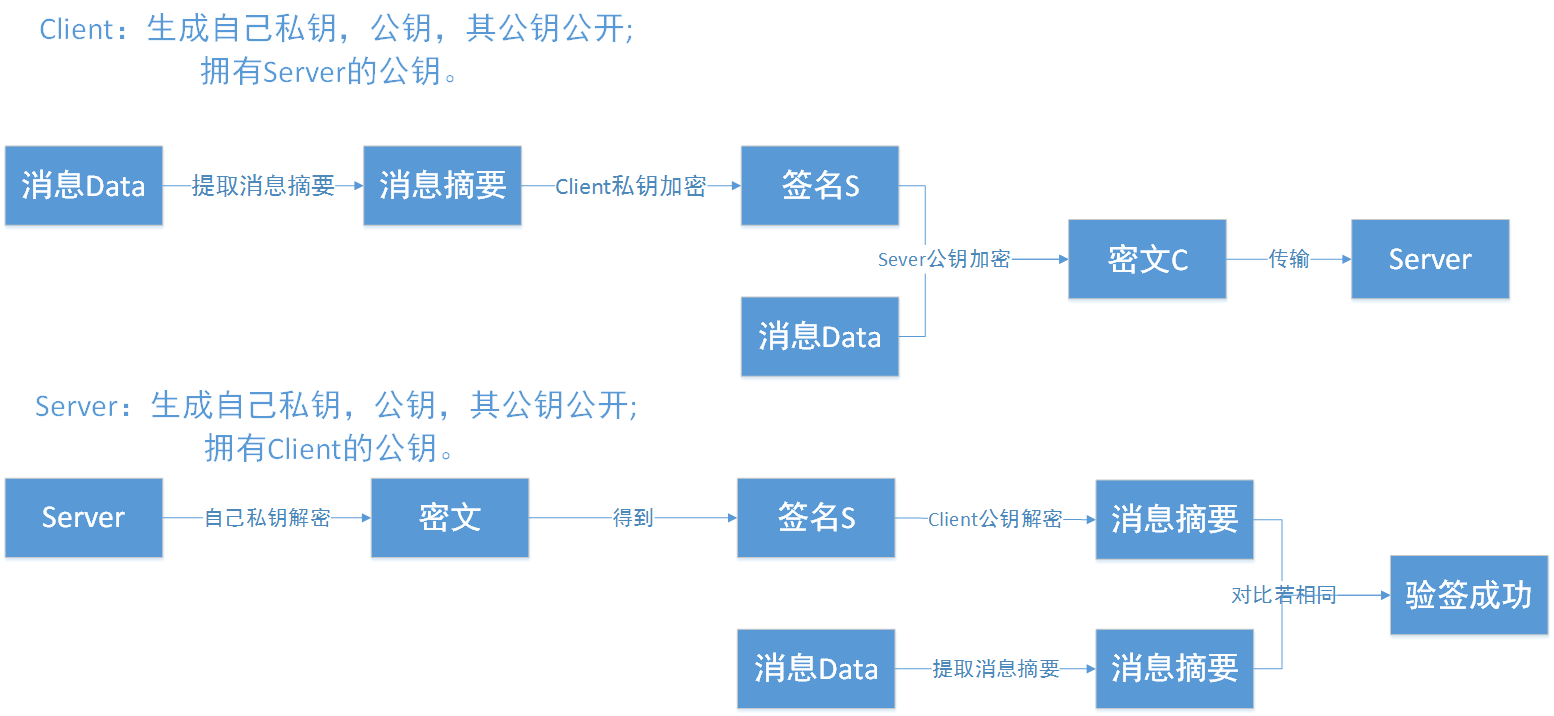 Client：生成自己私钥，公钥，其公钥公开;
拥有Server的公钥。
消息Data
提取消息摘要
消息摘要
Client私钥加密
签名S
Sever公钥加密
密文C
传输
Server
消息Data
Server：生成自己私钥，公钥，其公钥公开;
拥有Client的公钥。
Server
自己私钥解密
密文
得到
签名S
Client公钥解密
消息摘要
对比若相同
验签成功
消息Data
提取消息摘要
消息摘要